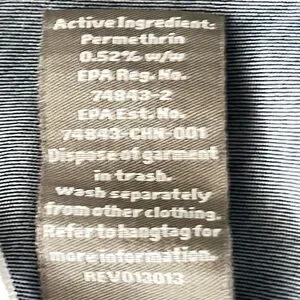 Active Ingredient:
Permethrin
0.52% w/w
EPA Reg. No.
74843-2
EPA Est. No.
74843-CHN-001
Dispose of garment
in trash.
Wash separately
from other clothing.
Refer to hangtag for
more information.
REV013013